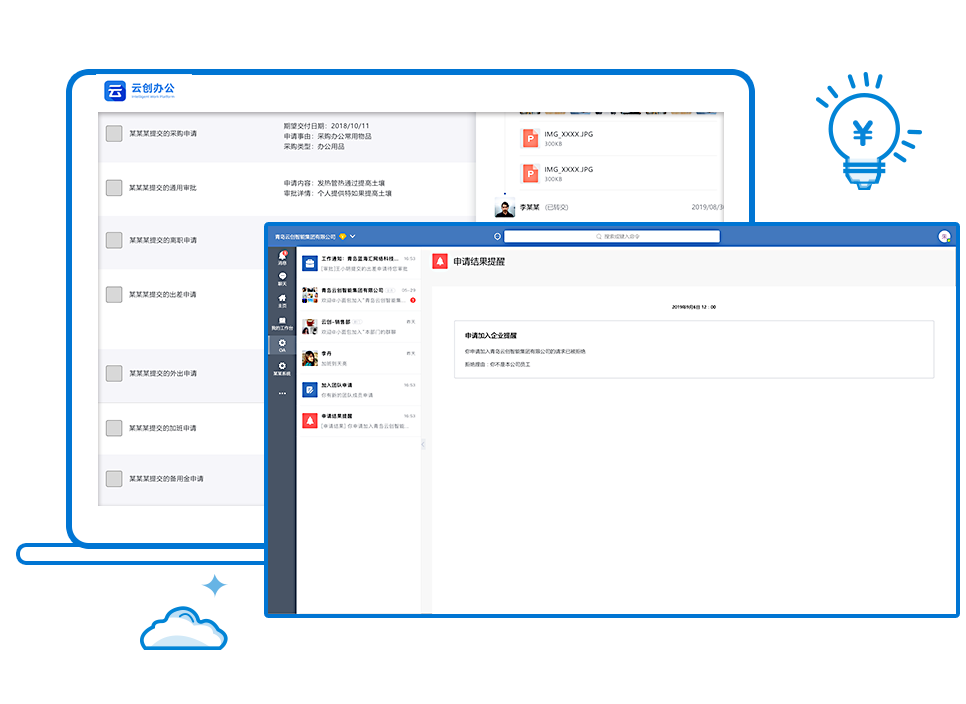 云创办公
某某某提交的采购申请
期望交付日期：2018/10/11
申请事由：采购办公常用物品
采购类型：办公用品
某某某提交的通用审批
申请内容：发热管热通过提高土壤
审批详情：个人提供特如果提高土壤
某某某提交的离职申请
某某某提交的出差申请
某某某提交的外出申请
某某某提交的加班申请
某某某提交的备用金申请
IMG_XXXX.JPG
300KB
IMG_XXXX.JPG
300KB
李某某 (已转交)
2019/08/3
青岛云创智能集团有限公司
搜索或键入命令
消息
聊天
主页
我的工作台
OA
某某系统
工作通知：青岛蓝海汇网络科技... 16:53
[审批]王小明提交的出差申请待您审批
青岛云创智能集团有限公司 05-29
欢迎@小面包加入“青岛云创智能集...
云创-销售部 昨天
欢迎@小面包加入“本部门的群聊
李丹 昨天
加班到天亮
加入团队申请 16:53
你有新的团队成员申请
申请结果提醒 16:53
[申请结果] 你申请加入青岛云创智能...
申请结果提醒
2019年9月6日 12：00
申请加入企业提醒
你申请加入青岛云创智能集团有限公司的请求已被拒绝
拒绝理由：你不是本公司员工